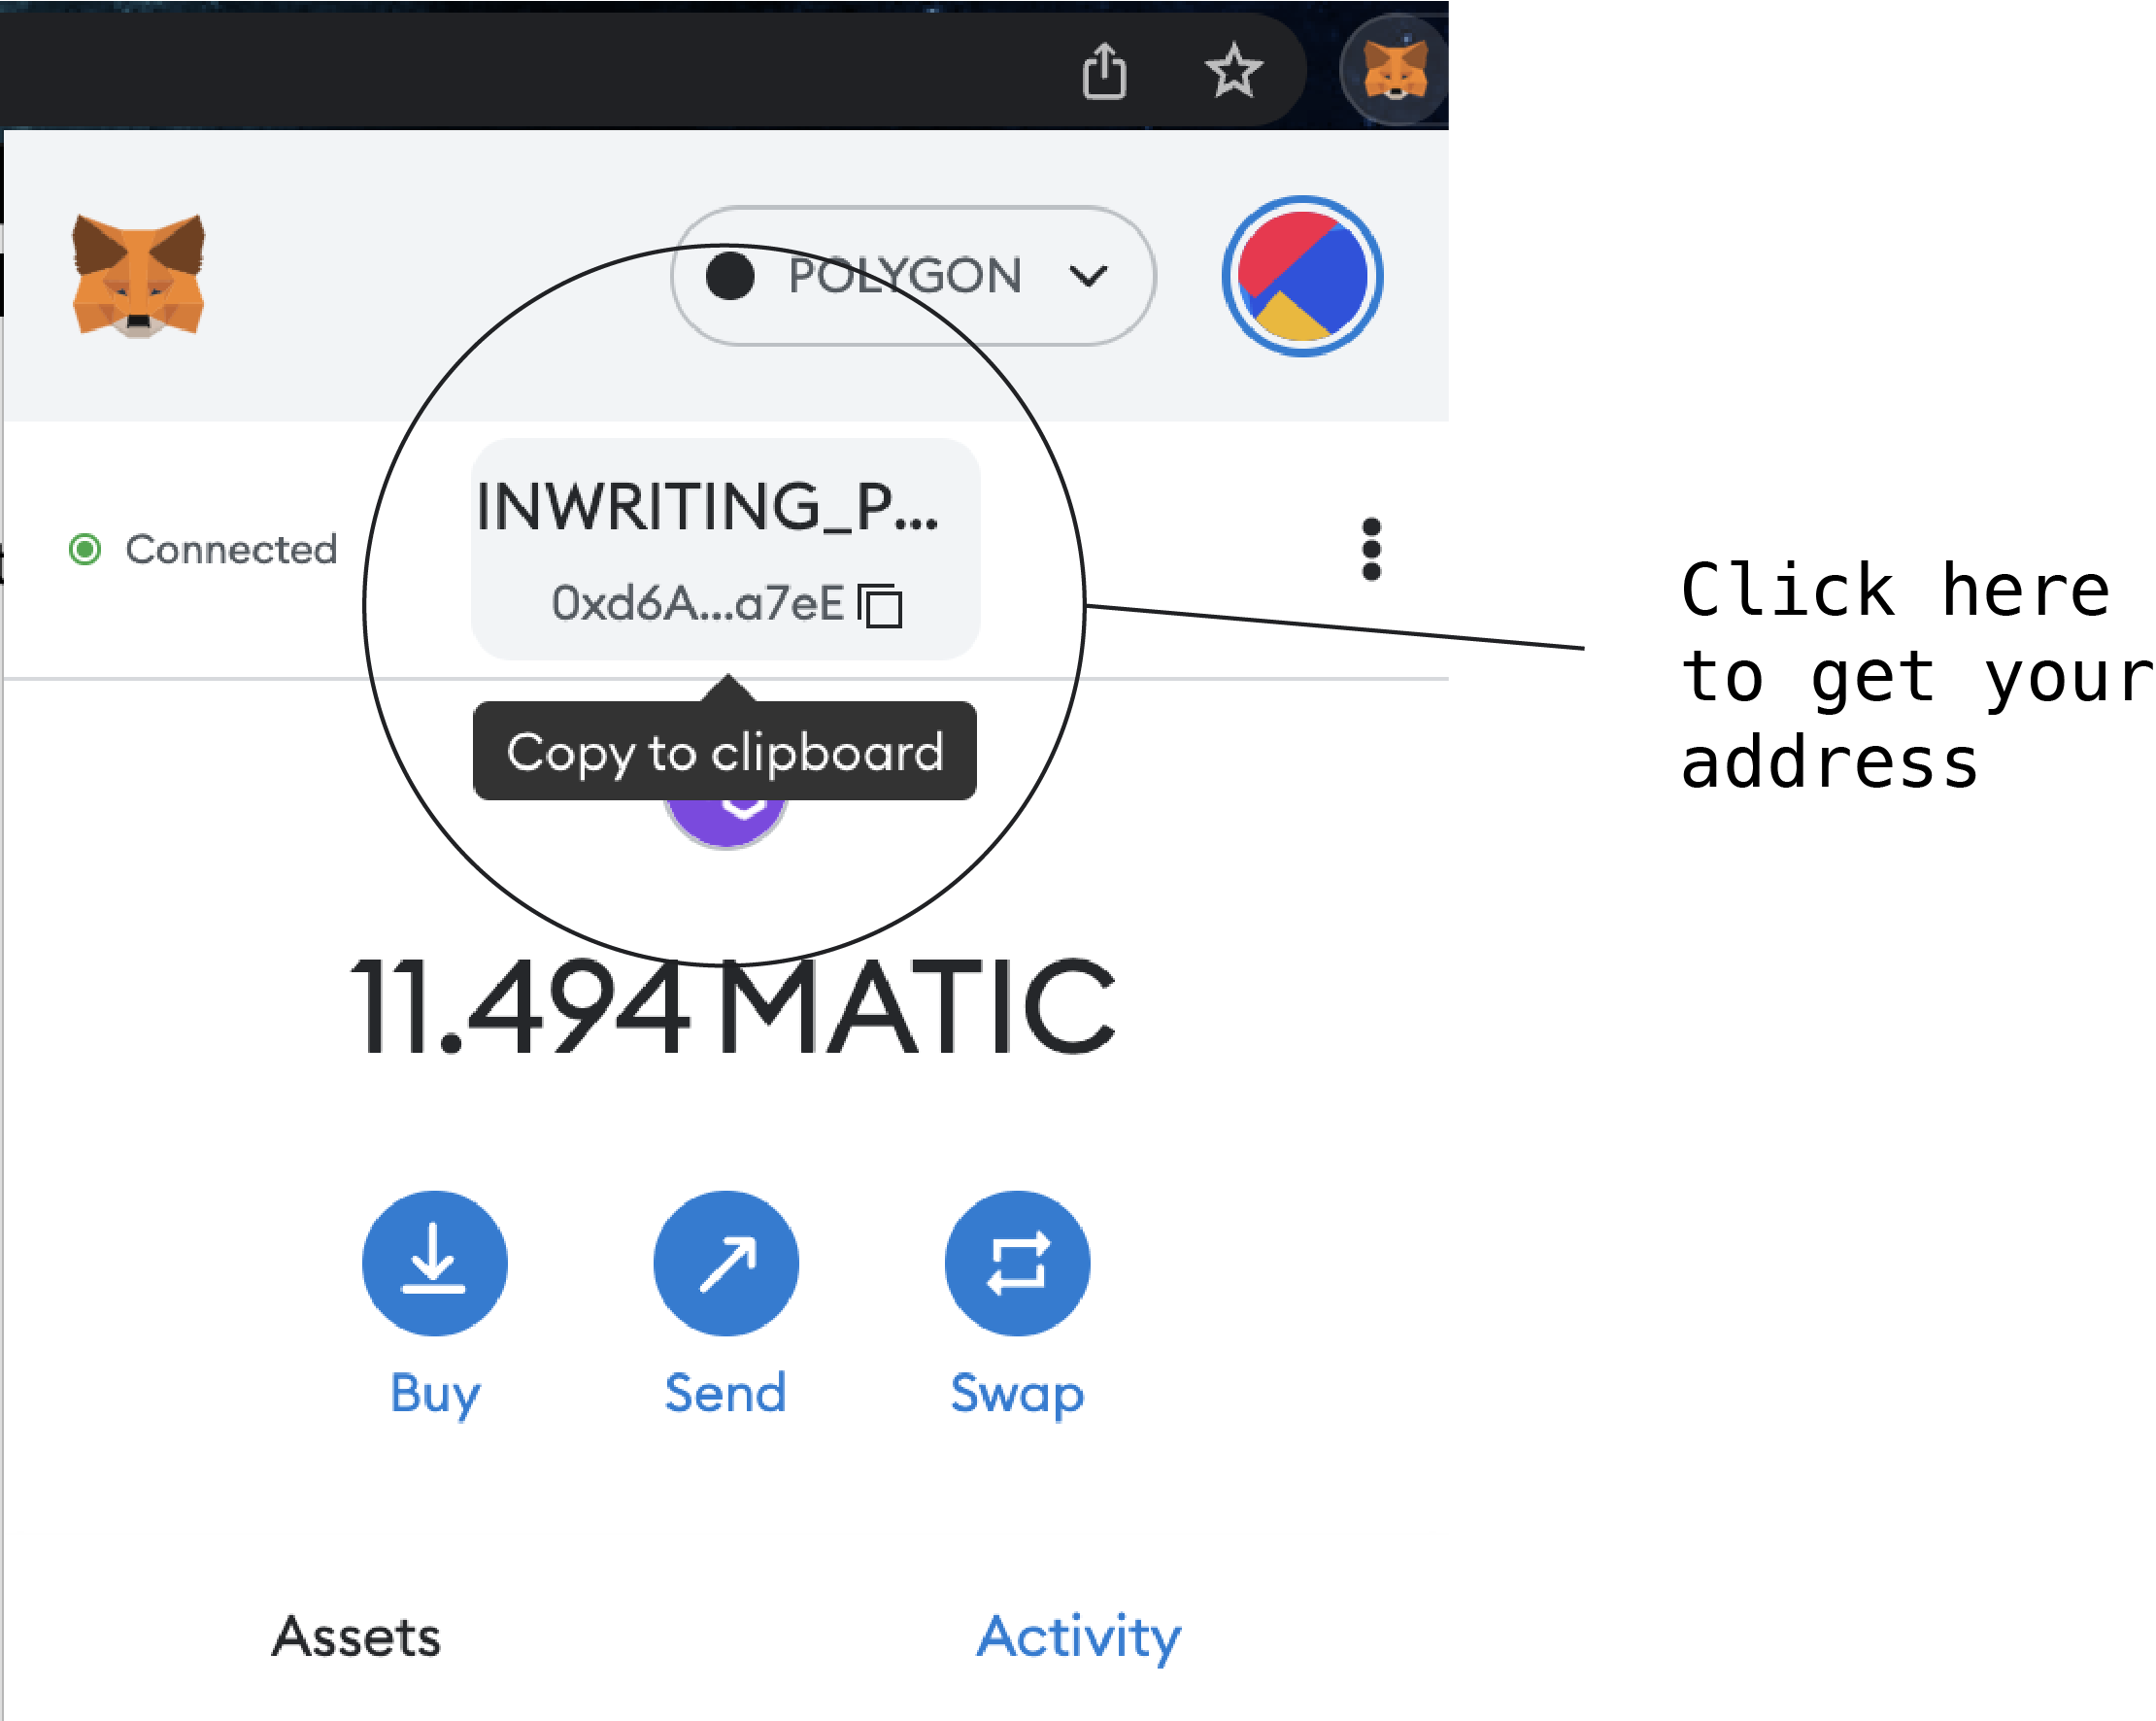 POLYGON
INWRITING_P...
Connected
0xd6A...a7eE
Copy to clipboard
Click here
to get your
address
11.494 MATIC
Buy Send Swap
Assets Activity